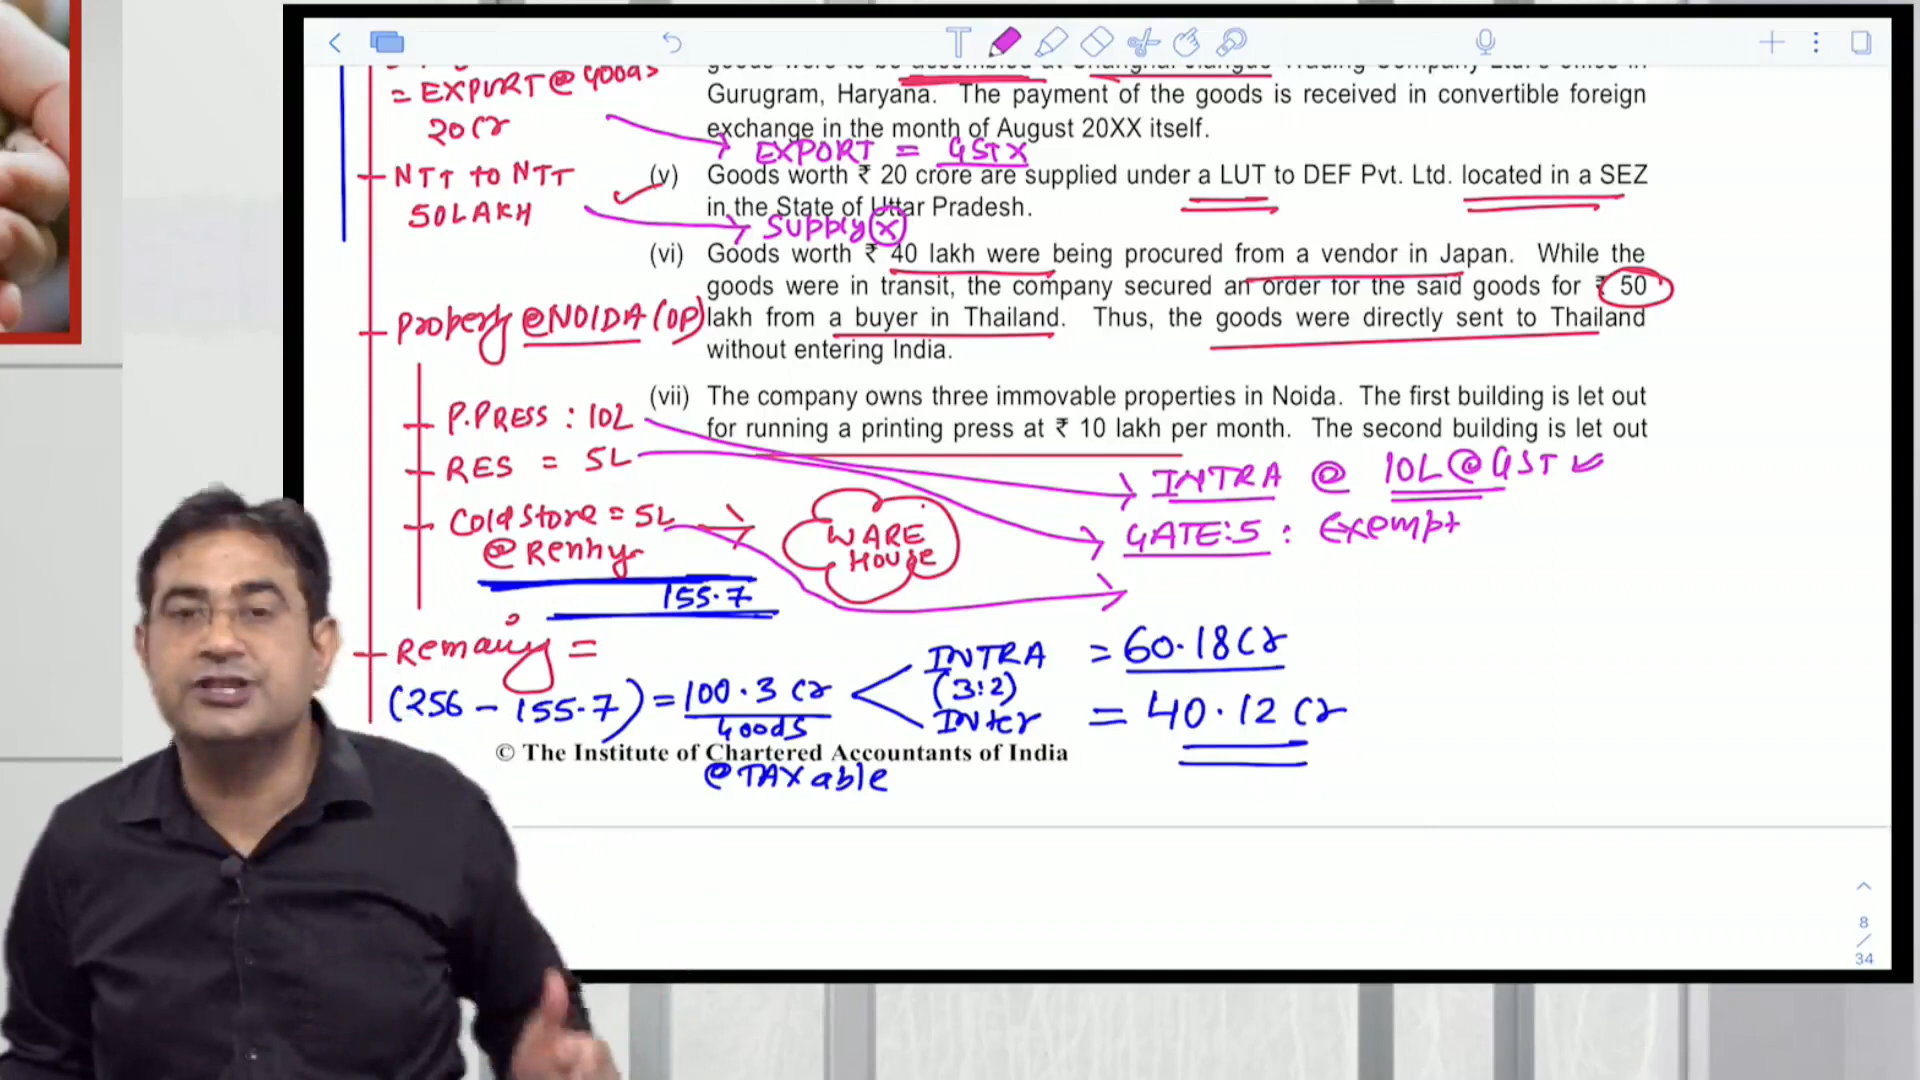 = EXPORT @ goods
20 Cr
Gurugram, Haryana. The payment of the goods is received in convertible foreign
exchange in the month of August 20XX itself.
EXPORT = GST X
NTT to NTT
50 LAKH
(v) Goods worth ₹ 20 crore are supplied under a LUT to DEF Pvt. Ltd. located in a SEZ
in the State of Uttar Pradesh.
Supply X
(vi) Goods worth ₹ 40 lakh were being procured from a vendor in Japan. While the
goods were in transit, the company secured an order for the said goods for ₹ 50
lakh from a buyer in Thailand. Thus, the goods were directly sent to Thailand
without entering India.
Property @NOIDA (OP)
(vii) The company owns three immovable properties in Noida. The first building is let out
for running a printing press at ₹ 10 lakh per month. The second building is let out
P.PRESS : 10L
RES = 5L
Cold Store = 5L
INTRA @ 10L @ GST
GATE:5 : Exempt
WARE
HOUSE
155.7
=
(256 - 155.7) = 100.3 Cr
goods
@TAXable
INTRA = 60.18 Cr
(3:2)
Inter = 40.12 Cr
© The Institute of Chartered Accountants of India
8
/
34